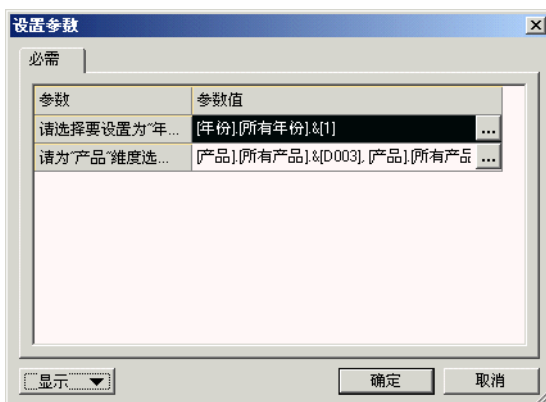 设置参数
必需
参数 参数值
请选择要设置为“年... [年份].[所有年份].&[1] ...
请为“产品”维度选... [产品].[所有产品].&[D003], [产品].[所有产品 ...
显示 确定 取消